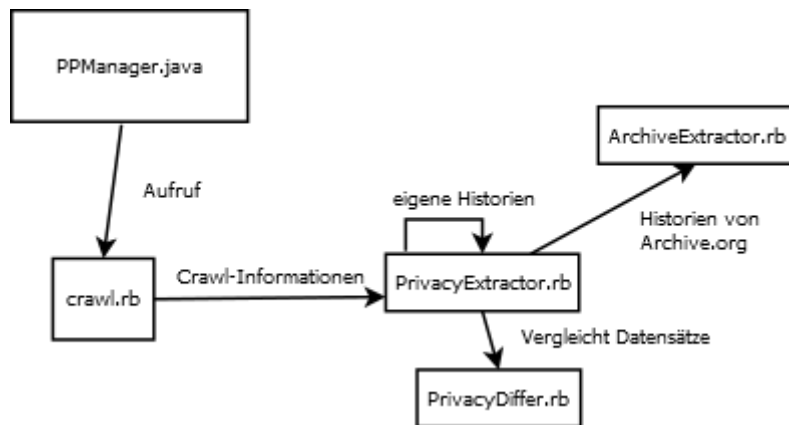 PPManager.java
ArchiveExtractor.rb
Aufruf
eigene Historien
Historien von
Archive.org
crawl.rb
Crawl-Informationen
PrivacyExtractor.rb
Vergleicht Datensätze
PrivacyDiffer.rb